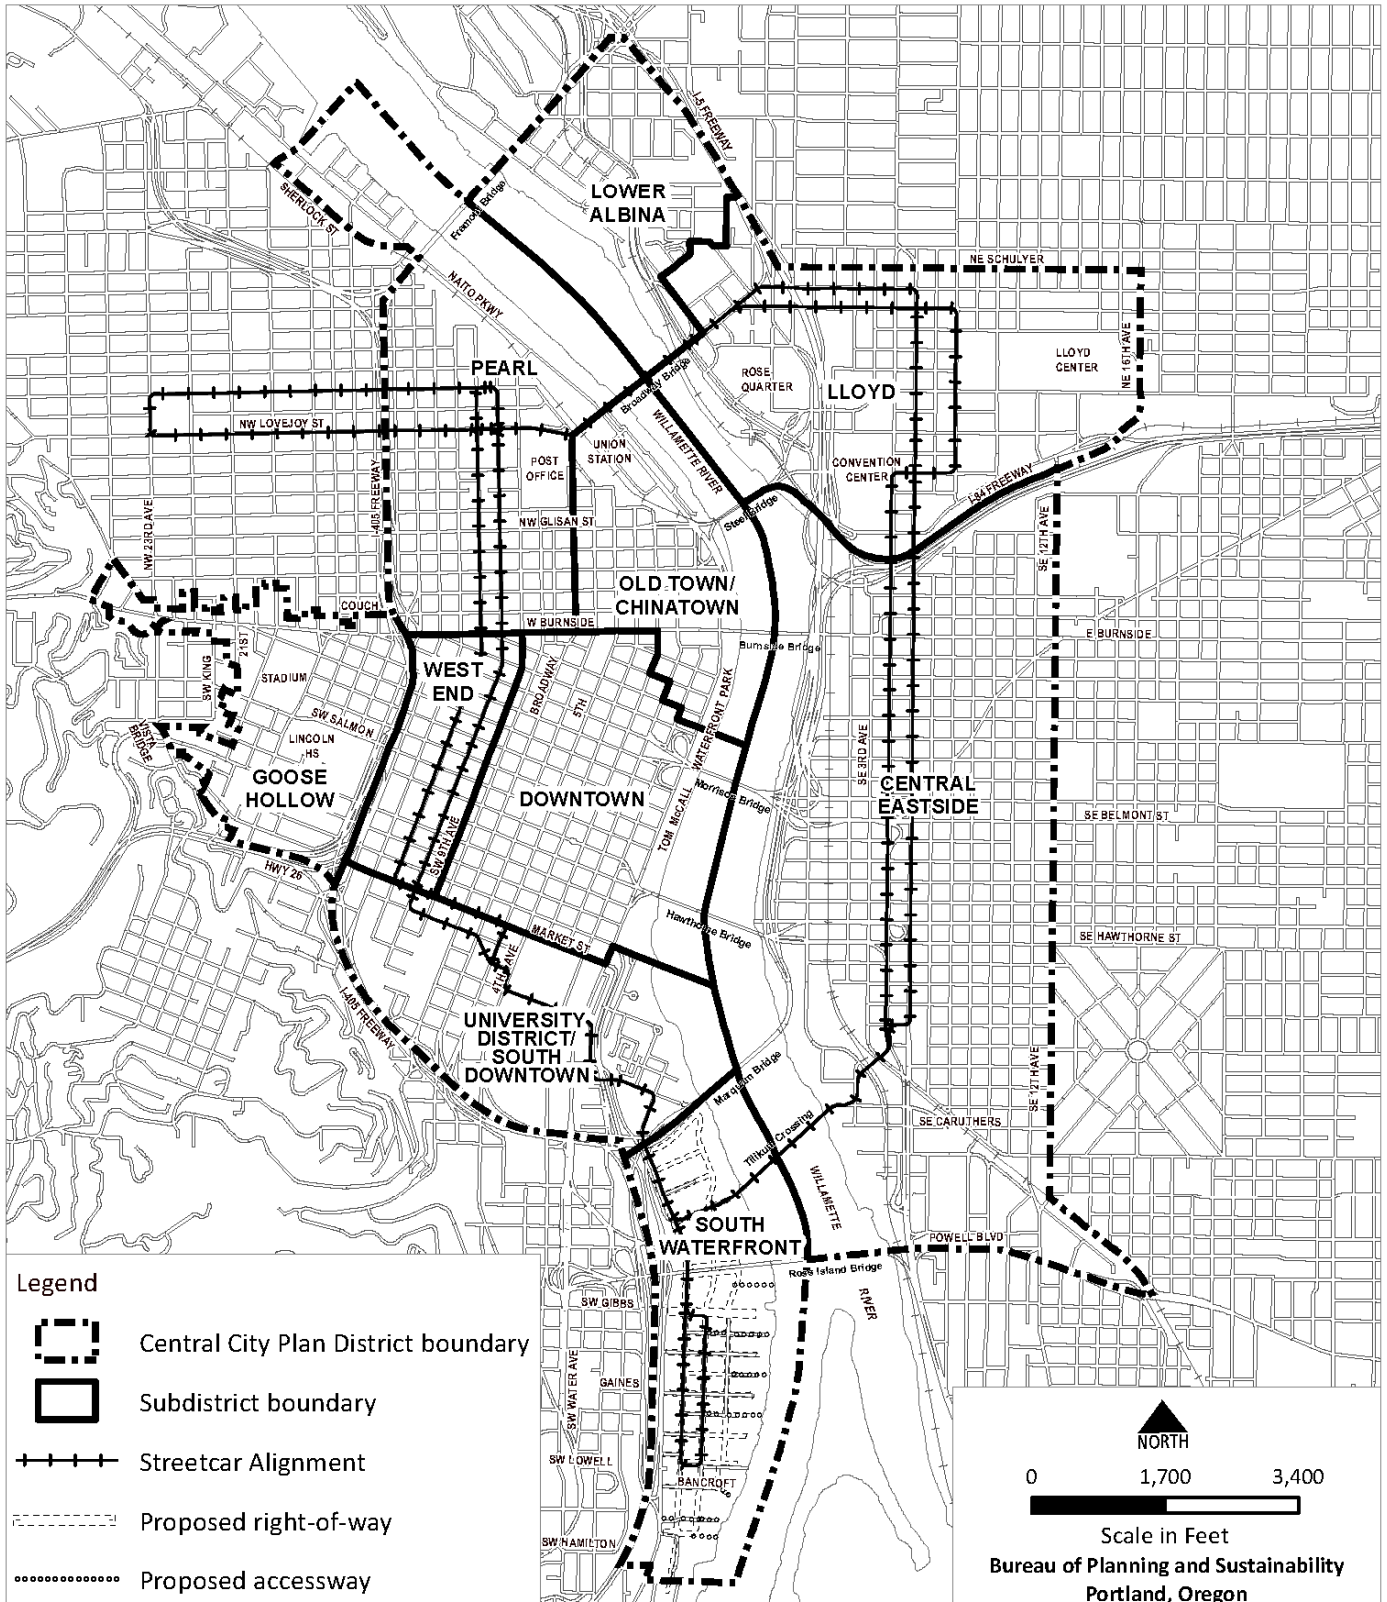 I-5 FREEWAY
LOWER
ALBINA
SHERLOCK ST
Fremont Bridge
NE SCHULYER
NAITO PKWY
NE 16TH AVE
LLOYD
CENTER
PEARL
ROSE
QUARTER
LLOYD
Broadway Bridge
NW LOVEJOY ST
WILLAMETTE RIVER
UNION
STATION
POST
OFFICE
CONVENTION
CENTER
I-84 FREEWAY
I-405 FREEWAY
NW 23RD AVE
Steel Bridge
NW GLISAN ST
SE 12TH AVE
OLD TOWN/
CHINATOWN
COUCH
W BURNSIDE
E BURNSIDE
Burnside Bridge
21ST
SW KING
STADIUM
WEST
END
BROADWAY
5TH
SW SALMON
VISTA
BRIDGE
LINCOLN
HS
TOM McCALL WATERFRONT PARK
SE 3RD AVE
GOOSE
HOLLOW
DOWNTOWN
Morrison Bridge
CENTRAL
EASTSIDE
SE BELMONT ST
SW 9TH AVE
HWY 26
Hawthorne Bridge
MARKET ST
SE HAWTHORNE ST
4TH AVE
I-405 FREEWAY
UNIVERSITY
DISTRICT/
SOUTH
DOWNTOWN
Marquam Bridge
SE 12TH AVE
SE CARUTHERS
Tilikum Crossing
WILLAMETTE
RIVER
SOUTH
WATERFRONT
POWELL BLVD
Ross Island Bridge
SW GIBBS
SW WATER AVE
GAINES
SW LOWELL
BANCROFT
SW HAMILTON
Legend
Central City Plan District boundary
Subdistrict boundary
Streetcar Alignment
Proposed right-of-way
Proposed accessway
NORTH
0 1,700 3,400
Scale in Feet
Bureau of Planning and Sustainability
Portland, Oregon